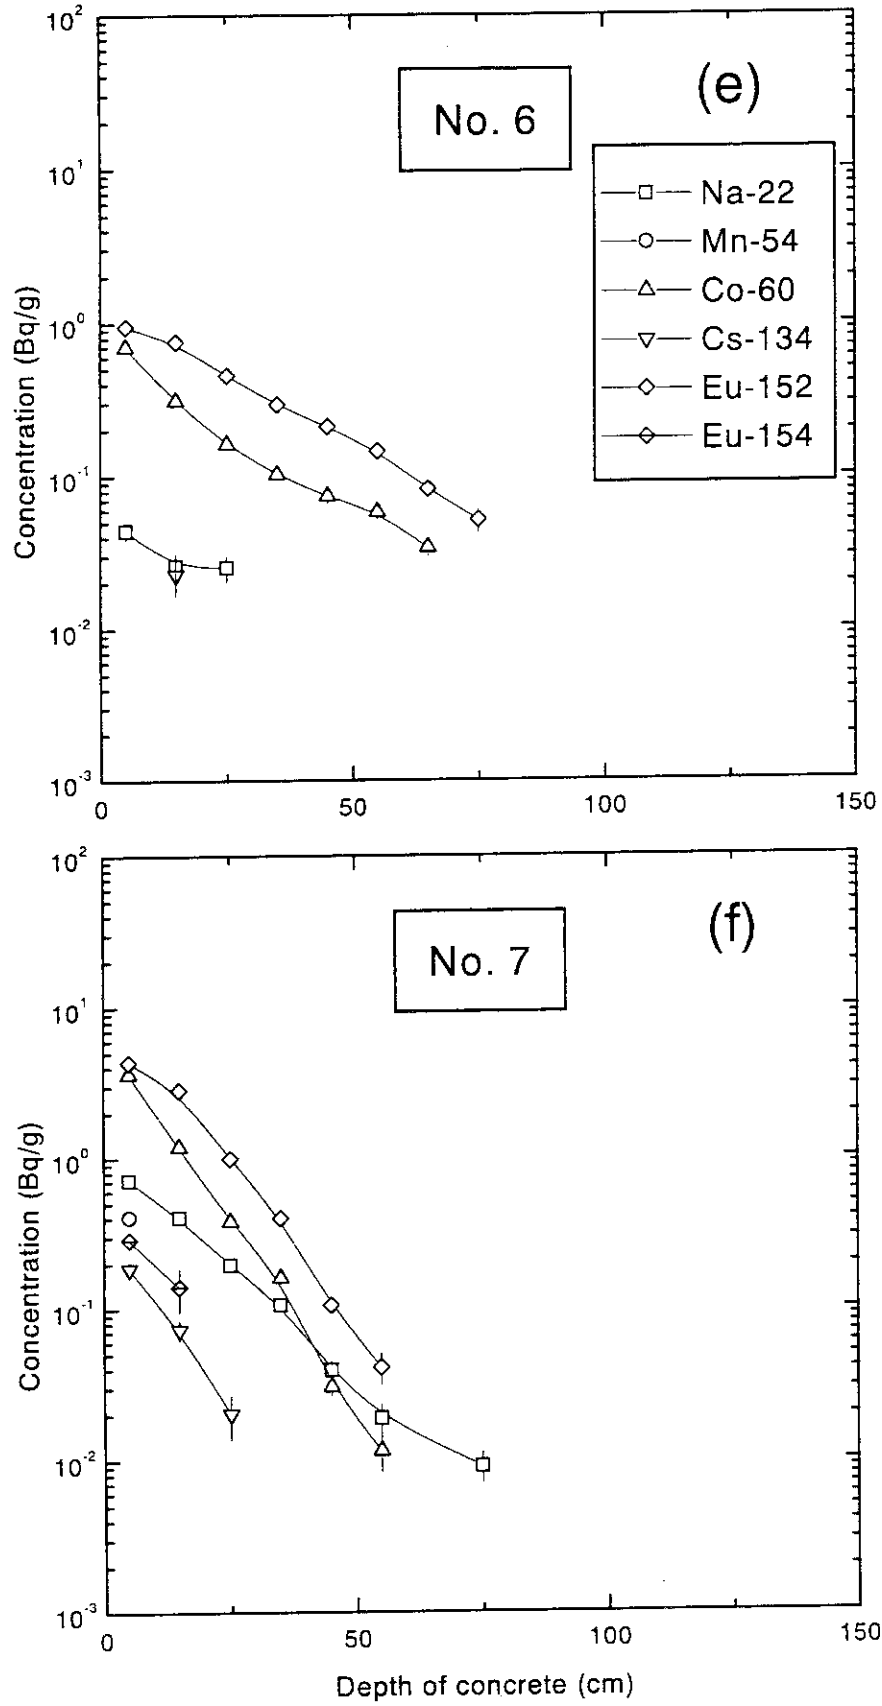 10²
(e)
No. 6
10¹
Na-22
Mn-54
Co-60
Cs-134
Eu-152
Eu-154
Concentration (Bq/g)
10⁰
10⁻¹
10⁻²
10⁻³
0 50 100 150
10²
(f)
No. 7
10¹
Concentration (Bq/g)
10⁰
10⁻¹
10⁻²
10⁻³
0 50 100 150
Depth of concrete (cm)